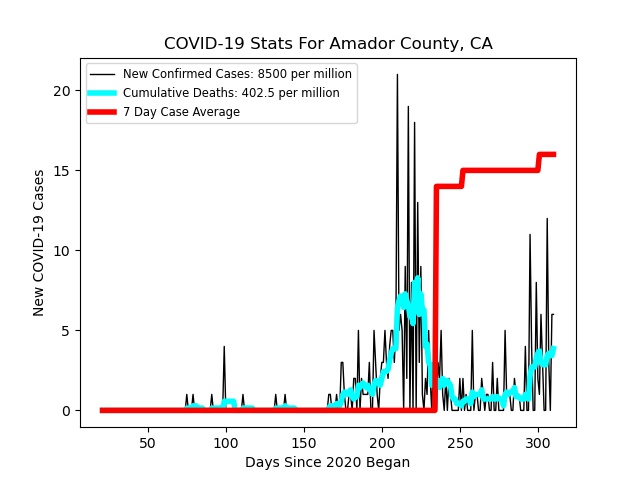 COVID-19 Stats For Amador County, CA
New Confirmed Cases: 8500 per million
Cumulative Deaths: 402.5 per million
7 Day Case Average
New COVID-19 Cases
20
15
10
5
0
50 100 150 200 250 300
Days Since 2020 Began